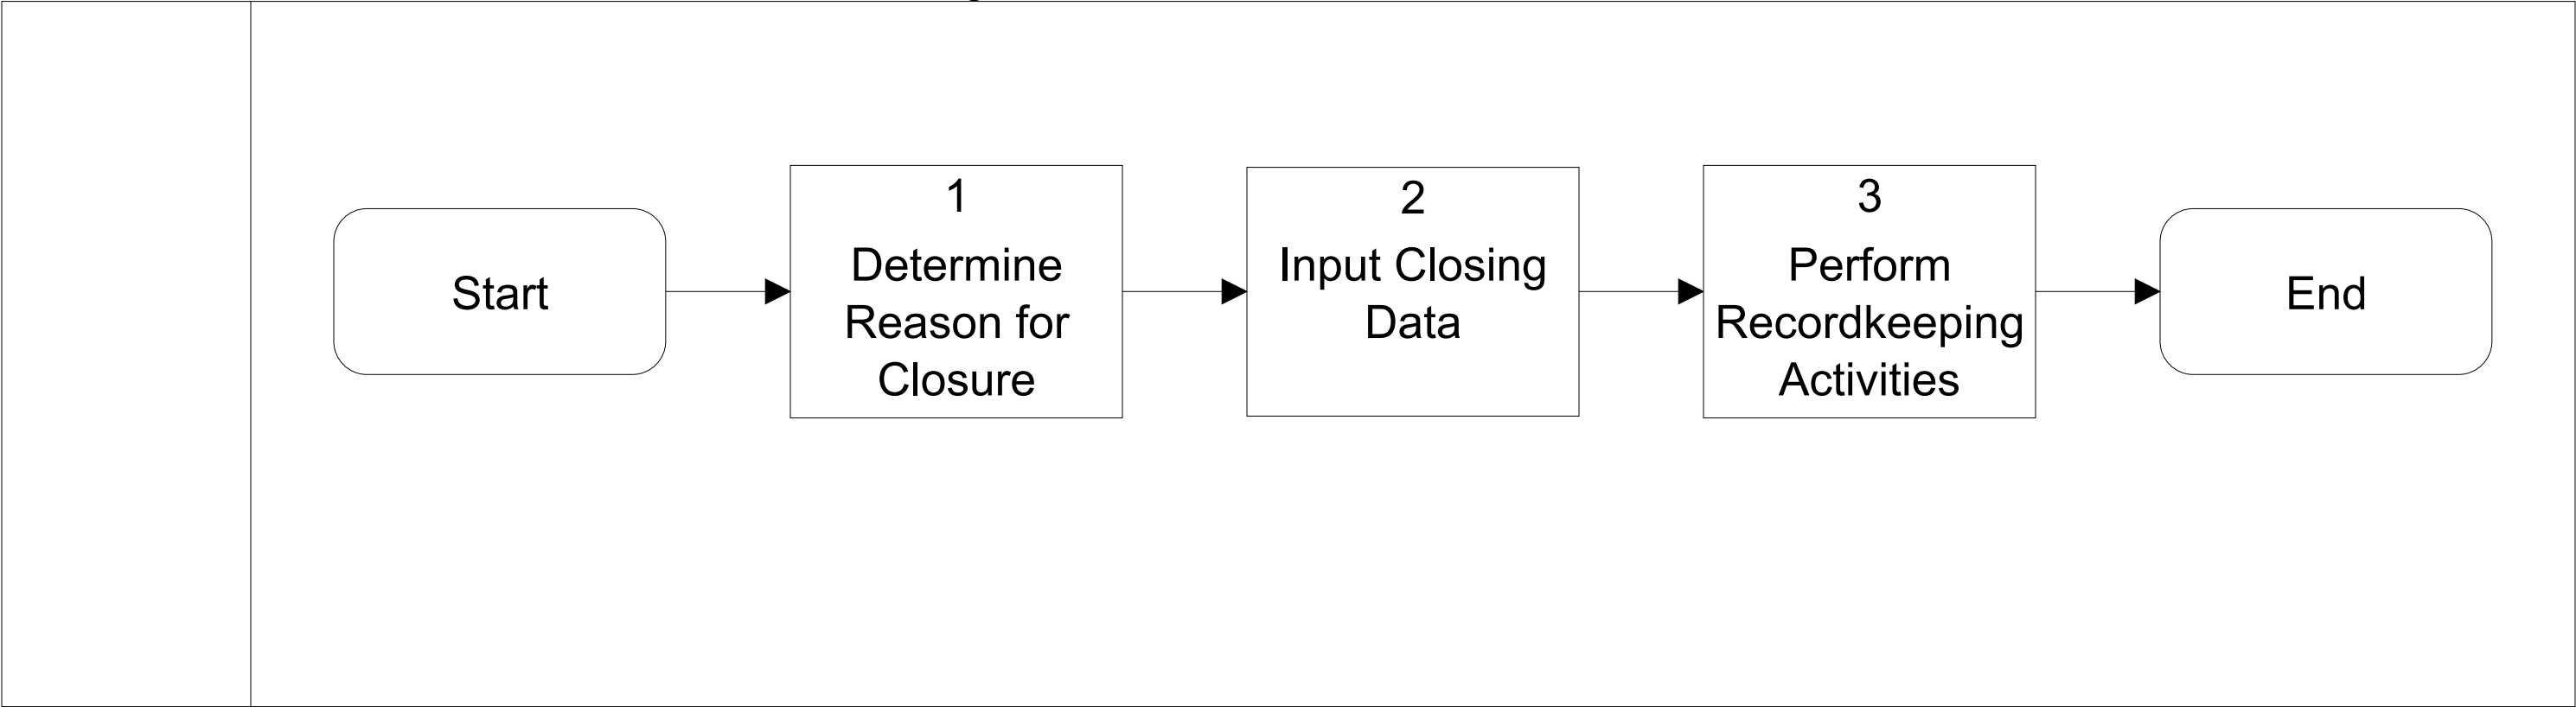 Start
1
Determine
Reason for
Closure
2
Input Closing
Data
3
Perform
Recordkeeping
Activities
End